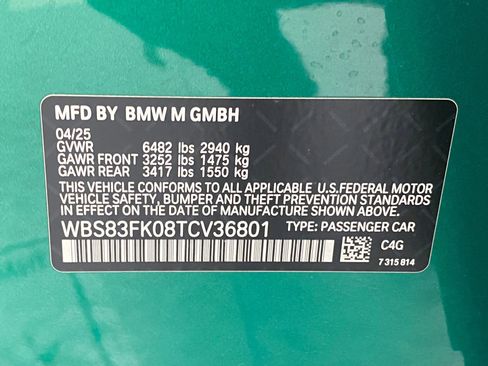 MFD BY BMW M GMBH
04/25
GVWR 6482 lbs 2940 kg
GAWR FRONT 3252 lbs 1475 kg
GAWR REAR 3417 lbs 1550 kg
THIS VEHICLE CONFORMS TO ALL APPLICABLE U.S.FEDERAL MOTOR
VEHICLE SAFETY, BUMPER AND THEFT PREVENTION STANDARDS
IN EFFECT ON THE DATE OF MANUFACTURE SHOWN ABOVE.
WBS83FK08TCV36801 TYPE: PASSENGER CAR
C4G
7 315 814